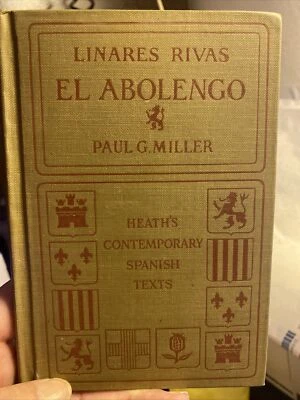 LINARES RIVAS
EL ABOLENGO
PAUL G. MILLER
HEATH'S
CONTEMPORARY
SPANISH
TEXTS